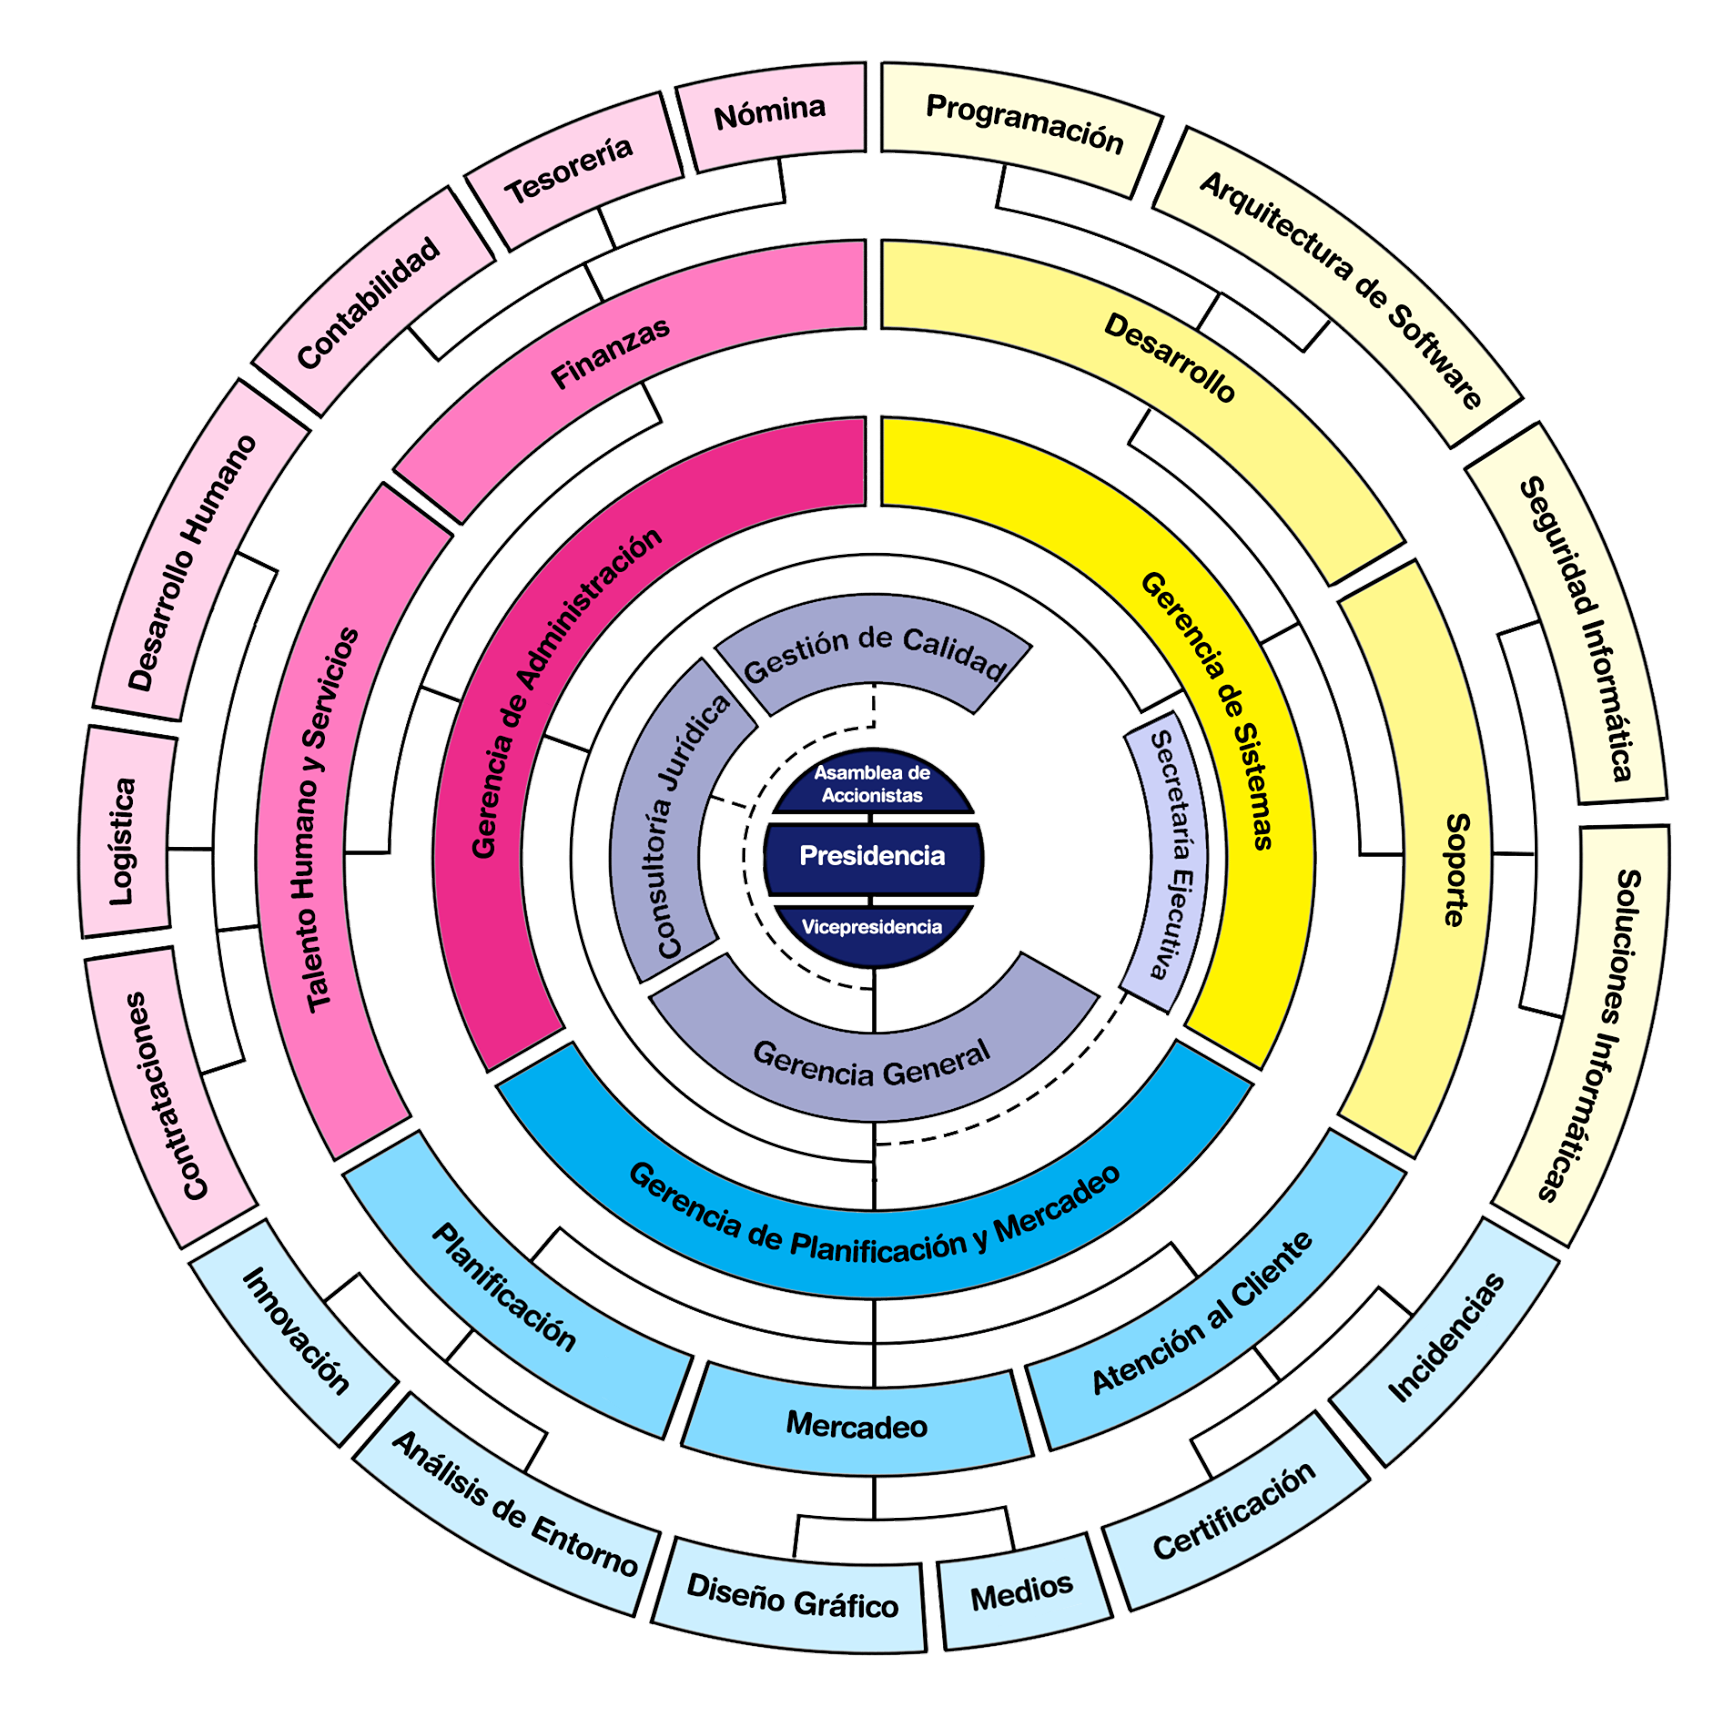 Asamblea de
Accionistas
Presidencia
Vicepresidencia
Gestión de Calidad
Consultoría Jurídica
Gerencia General
Secretaría Ejecutiva
Gerencia de Administración
Gerencia de Sistemas
Gerencia de Planificación y Mercadeo
Finanzas
Talento Humano y Servicios
Desarrollo
Soporte
Planificación
Mercadeo
Atención al Cliente
Nómina
Tesorería
Contabilidad
Desarrollo Humano
Logística
Contrataciones
Programación
Arquitectura de Software
Seguridad Informática
Soluciones Informáticas
Innovación
Análisis de Entorno
Diseño Gráfico
Medios
Certificación
Incidencias